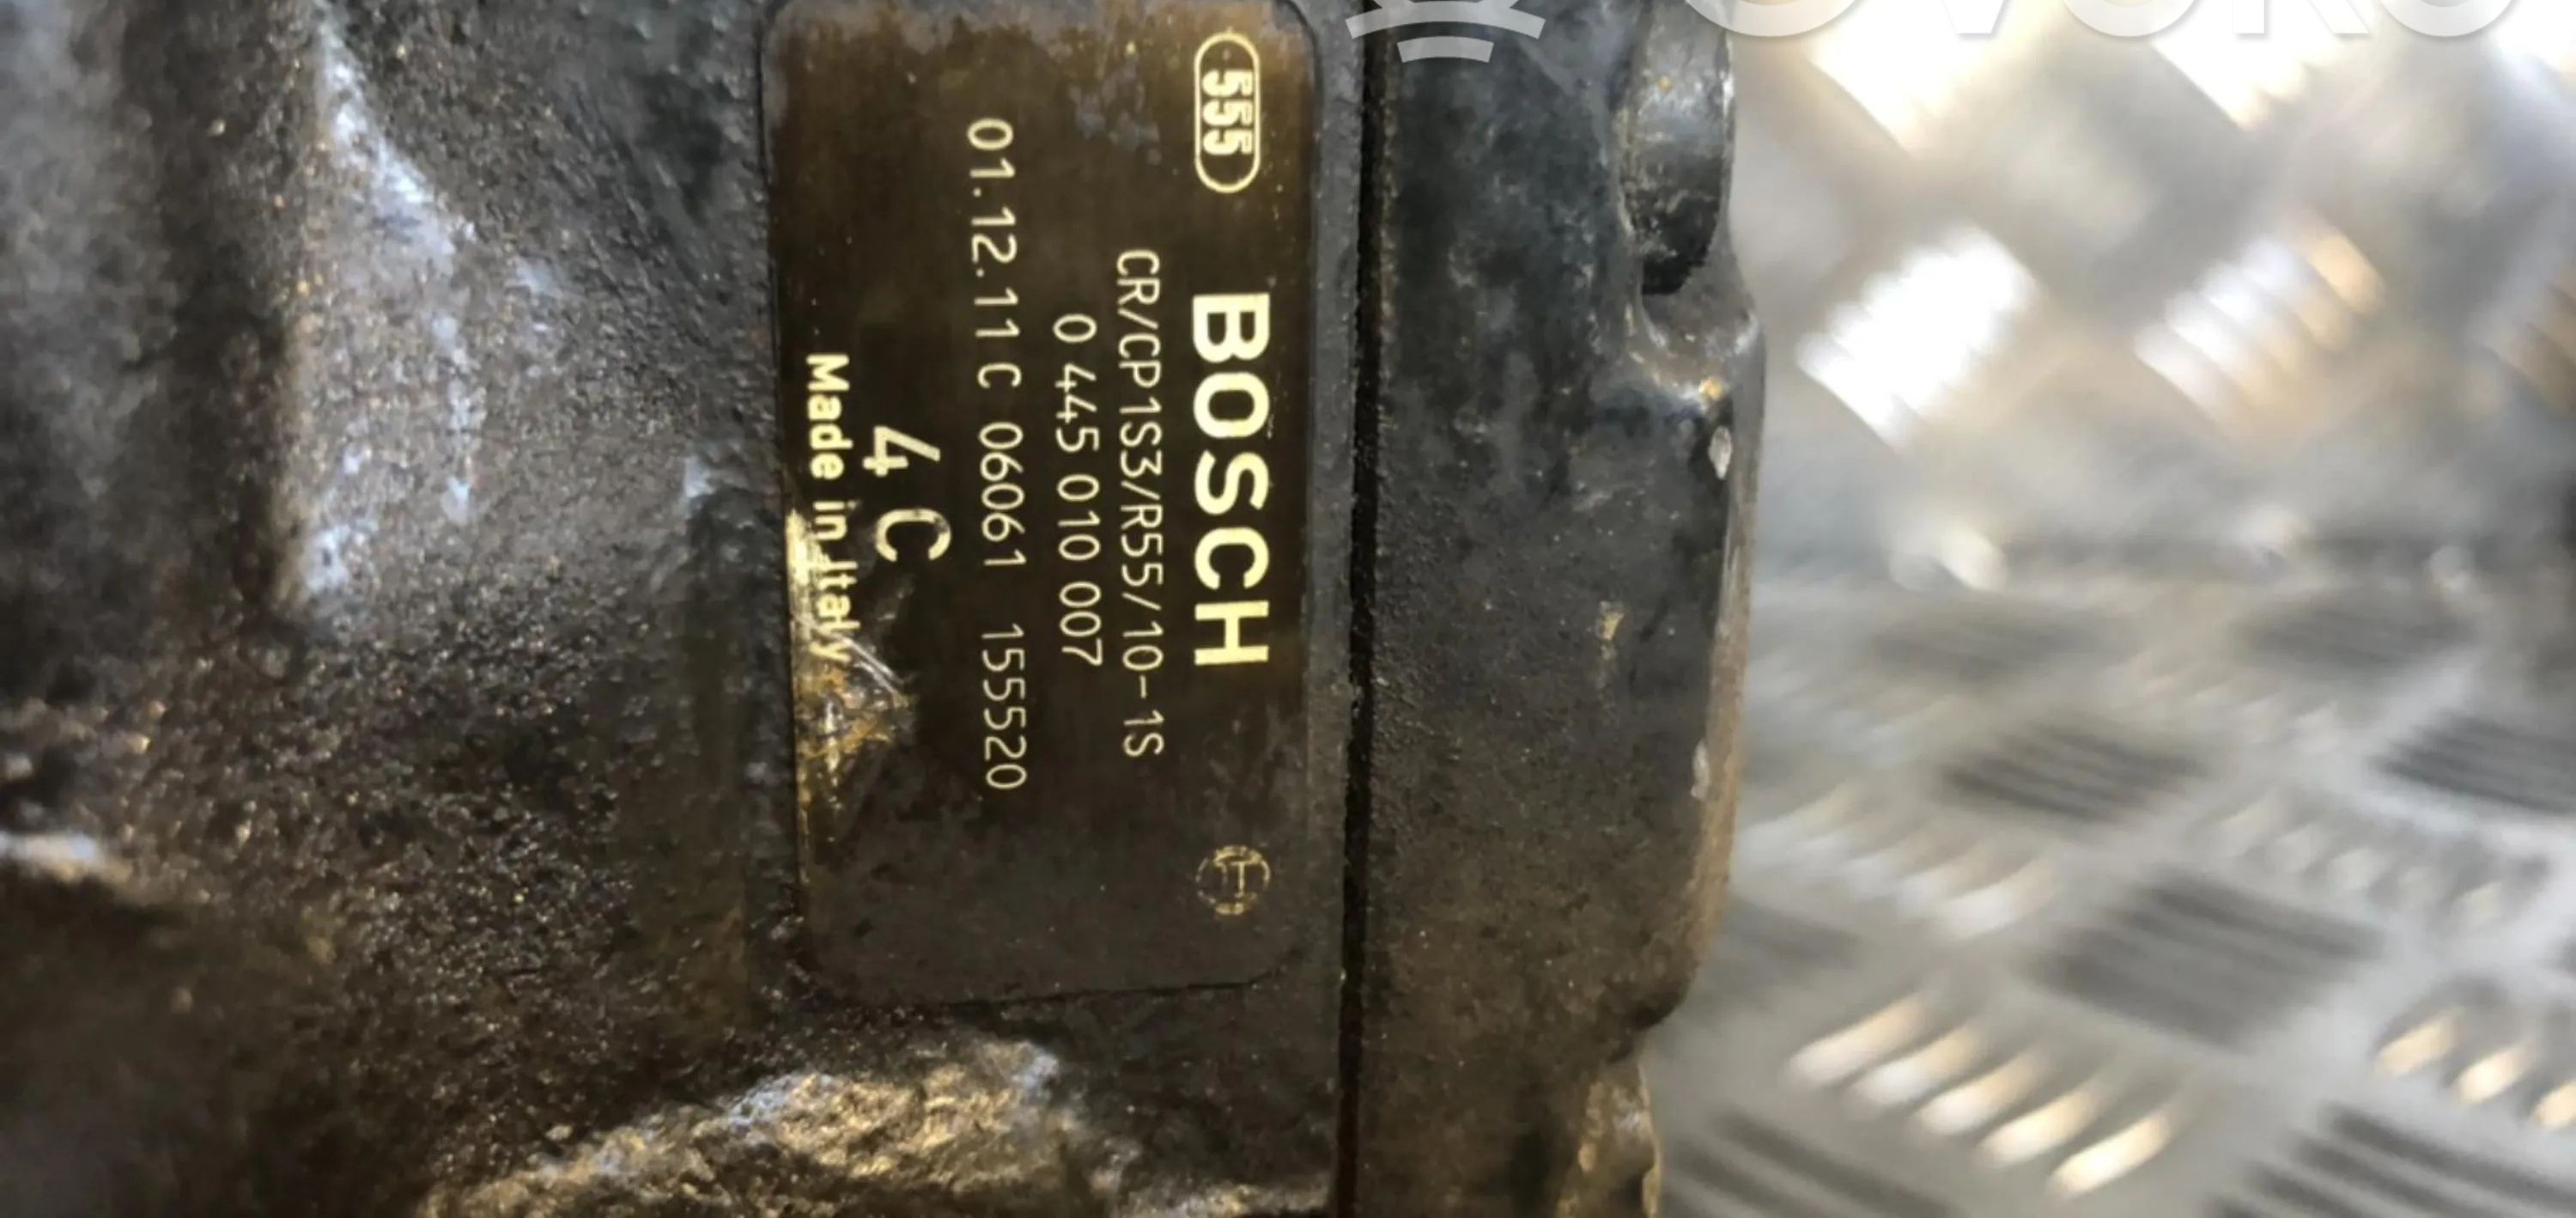 555
BOSCH
CR/CP1S3/R55/10-1S
0 445 010 007
01.12.11 C 06061 155520
4 C
Made in Italy